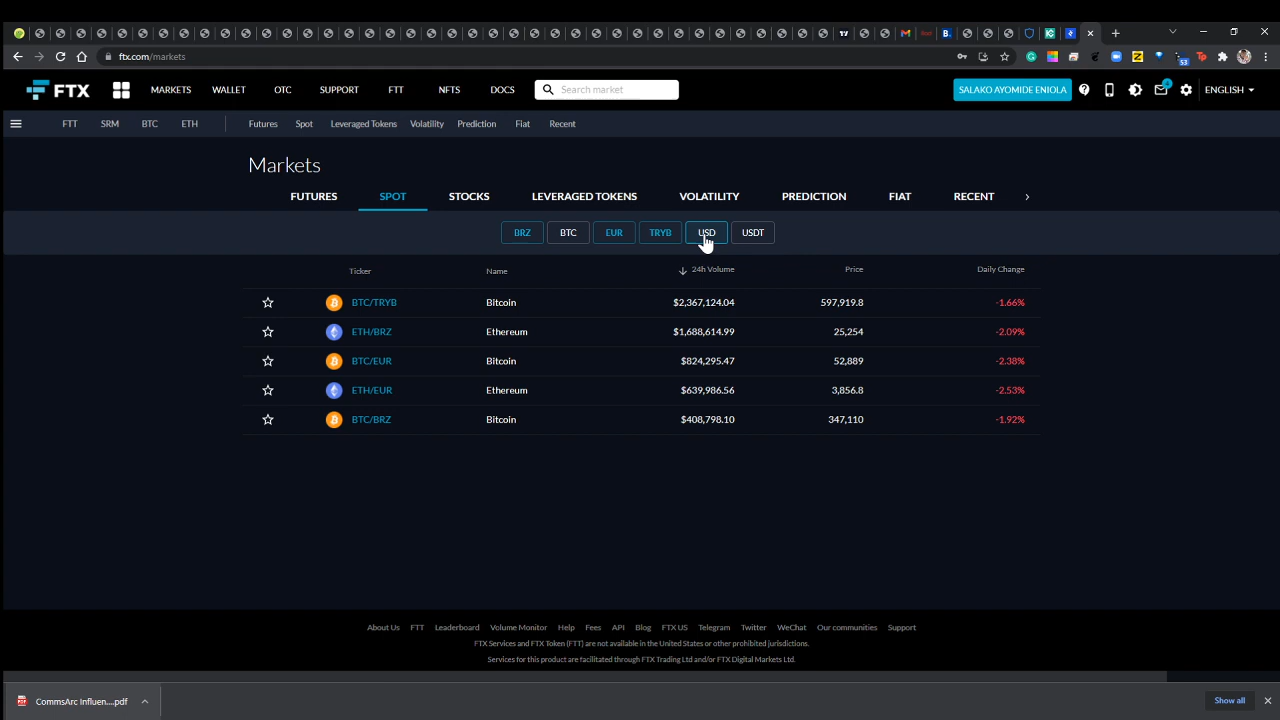 ftx.com/markets
53
FTX MARKETS WALLET OTC SUPPORT FTT NFTS DOCS Search market SALAKO AYOMIDE ENIOLA ENGLISH
FTT SRM BTC ETH Futures Spot Leveraged Tokens Volatility Prediction Fiat Recent
Markets
FUTURES SPOT STOCKS LEVERAGED TOKENS VOLATILITY PREDICTION FIAT RECENT
BRZ BTC EUR TRYB USD USDT
Ticker Name 24h Volume Price Daily Change
BTC/TRYB Bitcoin $2,367,124.04 597,919.8 -1.66%
ETH/BRZ Ethereum $1,688,614.99 25,254 -2.09%
BTC/EUR Bitcoin $824,295.47 52,889 -2.38%
ETH/EUR Ethereum $639,986.56 3,856.8 -2.53%
BTC/BRZ Bitcoin $408,798.10 347,110 -1.92%
About Us FTT Leaderboard Volume Monitor Help Fees API Blog FTX US Telegram Twitter WeChat Our communities Support
FTX Services and FTX Token (FTT) are not available in the United States or other prohibited jurisdictions.
Services for this product are facilitated through FTX Trading Ltd and/or FTX Digital Markets Ltd.
CommsArc Influen....pdf Show all